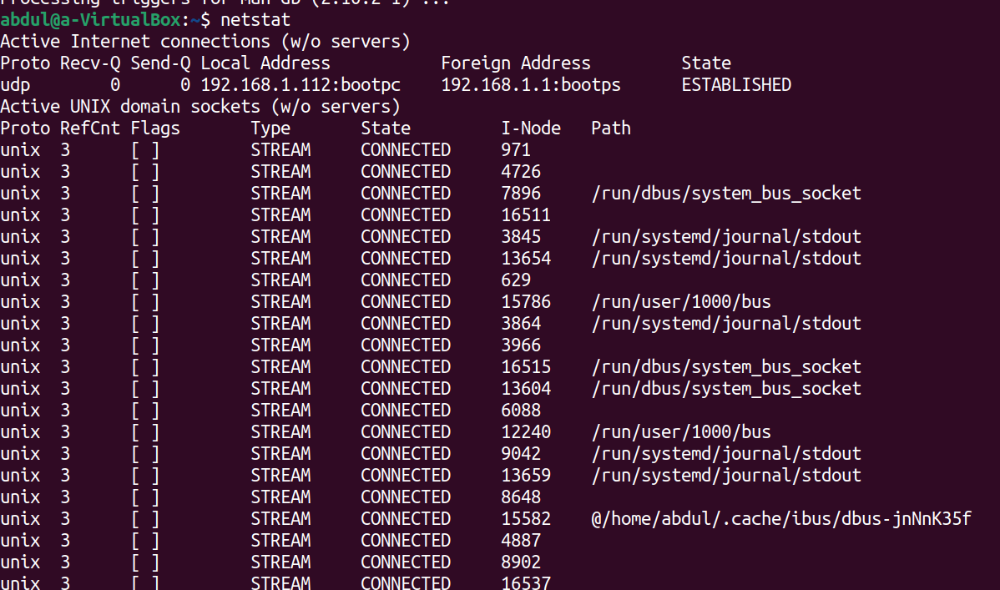 Processing triggers for man-db (2.10.2-1) ...
abdul@a-VirtualBox:~$ netstat
Active Internet connections (w/o servers)
Proto Recv-Q Send-Q Local Address           Foreign Address         State
udp        0      0 192.168.1.112:bootpc    192.168.1.1:bootps      ESTABLISHED
Active UNIX domain sockets (w/o servers)
Proto RefCnt Flags       Type       State         I-Node   Path
unix  3      [ ]         STREAM     CONNECTED     971
unix  3      [ ]         STREAM     CONNECTED     4726
unix  3      [ ]         STREAM     CONNECTED     7896     /run/dbus/system_bus_socket
unix  3      [ ]         STREAM     CONNECTED     16511
unix  3      [ ]         STREAM     CONNECTED     3845     /run/systemd/journal/stdout
unix  3      [ ]         STREAM     CONNECTED     13654    /run/systemd/journal/stdout
unix  3      [ ]         STREAM     CONNECTED     629
unix  3      [ ]         STREAM     CONNECTED     15786    /run/user/1000/bus
unix  3      [ ]         STREAM     CONNECTED     3864     /run/systemd/journal/stdout
unix  3      [ ]         STREAM     CONNECTED     3966
unix  3      [ ]         STREAM     CONNECTED     16515    /run/dbus/system_bus_socket
unix  3      [ ]         STREAM     CONNECTED     13604    /run/dbus/system_bus_socket
unix  3      [ ]         STREAM     CONNECTED     6088
unix  3      [ ]         STREAM     CONNECTED     12240    /run/user/1000/bus
unix  3      [ ]         STREAM     CONNECTED     9042     /run/systemd/journal/stdout
unix  3      [ ]         STREAM     CONNECTED     13659    /run/systemd/journal/stdout
unix  3      [ ]         STREAM     CONNECTED     8648
unix  3      [ ]         STREAM     CONNECTED     15582    @/home/abdul/.cache/ibus/dbus-jnNnK35f
unix  3      [ ]         STREAM     CONNECTED     4887
unix  3      [ ]         STREAM     CONNECTED     8902
unix  3      [ ]         STREAM     CONNECTED     16537